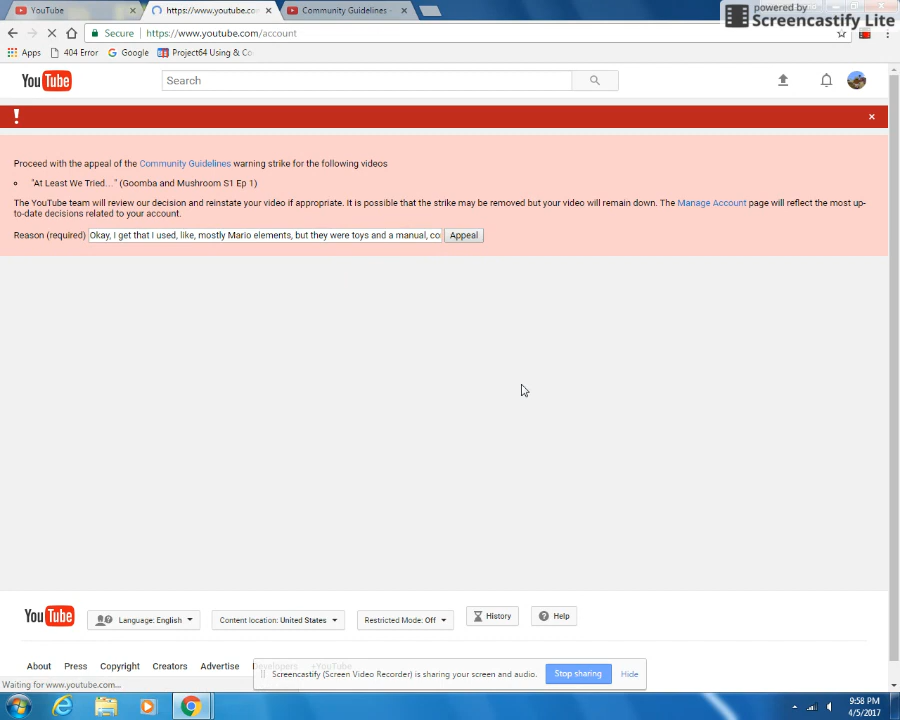 powered by
Screencastify Lite
YouTube
https://www.youtube.co
Community Guidelines -
Secure https://www.youtube.com/account
Apps 404 Error Google Project64 Using & Co
YouTube Search
!
Proceed with the appeal of the Community Guidelines warning strike for the following videos
"At Least We Tried..." (Goomba and Mushroom S1 Ep 1)
The YouTube team will review our decision and reinstate your video if appropriate. It is possible that the strike may be removed but your video will remain down. The Manage Account page will reflect the most up-
to-date decisions related to your account.
Reason (required) Okay, I get that I used, like, mostly Mario elements, but they were toys and a manual, co Appeal
YouTube Language: English Content location: United States Restricted Mode: Off History Help
About Press Copyright Creators Advertise Developers +YouTube
Screencastify (Screen Video Recorder) is sharing your screen and audio. Stop sharing Hide
Waiting for www.youtube.com...
9:58 PM
4/5/2017